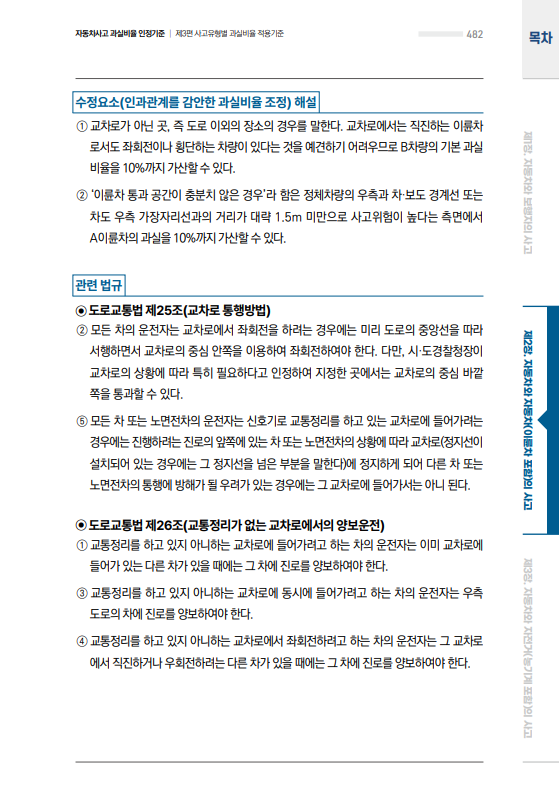 자동차사고 과실비율 인정기준 | 제3편 사고유형별 과실비율 적용기준
482
목차
수정요소(인과관계를 감안한 과실비율 조정) 해설
① 교차로가 아닌 곳, 즉 도로 이외의 장소의 경우를 말한다. 교차로에서는 직진하는 이륜차
로서도 좌회전이나 횡단하는 차량이 있다는 것을 예견하기 어려우므로 B차량의 기본 과실
비율을 10%까지 가산할 수 있다.
② ‘이륜차 통과 공간이 충분치 않은 경우’라 함은 정체차량의 우측과 차·보도 경계선 또는
차도 우측 가장자리선과의 거리가 대략 1.5m 미만으로 사고위험이 높다는 측면에서
A이륜차의 과실을 10%까지 가산할 수 있다.
관련 법규
◉ 도로교통법 제25조(교차로 통행방법)
② 모든 차의 운전자는 교차로에서 좌회전을 하려는 경우에는 미리 도로의 중앙선을 따라
서행하면서 교차로의 중심 안쪽을 이용하여 좌회전하여야 한다. 다만, 시·도경찰청장이
교차로의 상황에 따라 특히 필요하다고 인정하여 지정한 곳에서는 교차로의 중심 바깥
쪽을 통과할 수 있다.
⑤ 모든 차 또는 노면전차의 운전자는 신호기로 교통정리를 하고 있는 교차로에 들어가려는
경우에는 진행하려는 진로의 앞쪽에 있는 차 또는 노면전차의 상황에 따라 교차로(정지선이
설치되어 있는 경우에는 그 정지선을 넘은 부분을 말한다)에 정지하게 되어 다른 차 또는
노면전차의 통행에 방해가 될 우려가 있는 경우에는 그 교차로에 들어가서는 아니 된다.
◉ 도로교통법 제26조(교통정리가 없는 교차로에서의 양보운전)
① 교통정리를 하고 있지 아니하는 교차로에 들어가려고 하는 차의 운전자는 이미 교차로에
들어가 있는 다른 차가 있을 때에는 그 차에 진로를 양보하여야 한다.
③ 교통정리를 하고 있지 아니하는 교차로에 동시에 들어가려고 하는 차의 운전자는 우측
도로의 차에 진로를 양보하여야 한다.
④ 교통정리를 하고 있지 아니하는 교차로에서 좌회전하려고 하는 차의 운전자는 그 교차로
에서 직진하거나 우회전하려는 다른 차가 있을 때에는 그 차에 진로를 양보하여야 한다.
제1장. 자동차와 보행자의 사고
제2장. 자동차와 자동차(이륜차 포함)의 사고
제3장. 자동차와 자전거(농기계 포함)의 사고